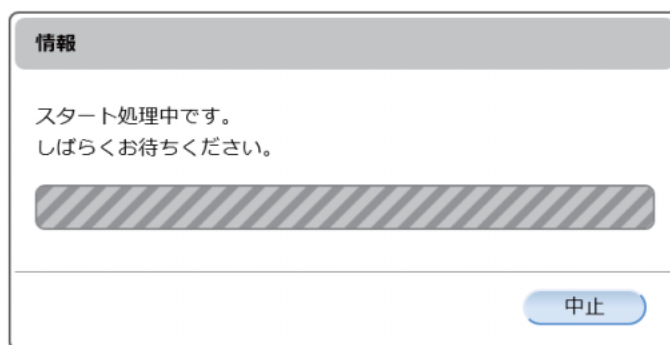 情報
スタート処理中です。
しばらくお待ちください。
中止